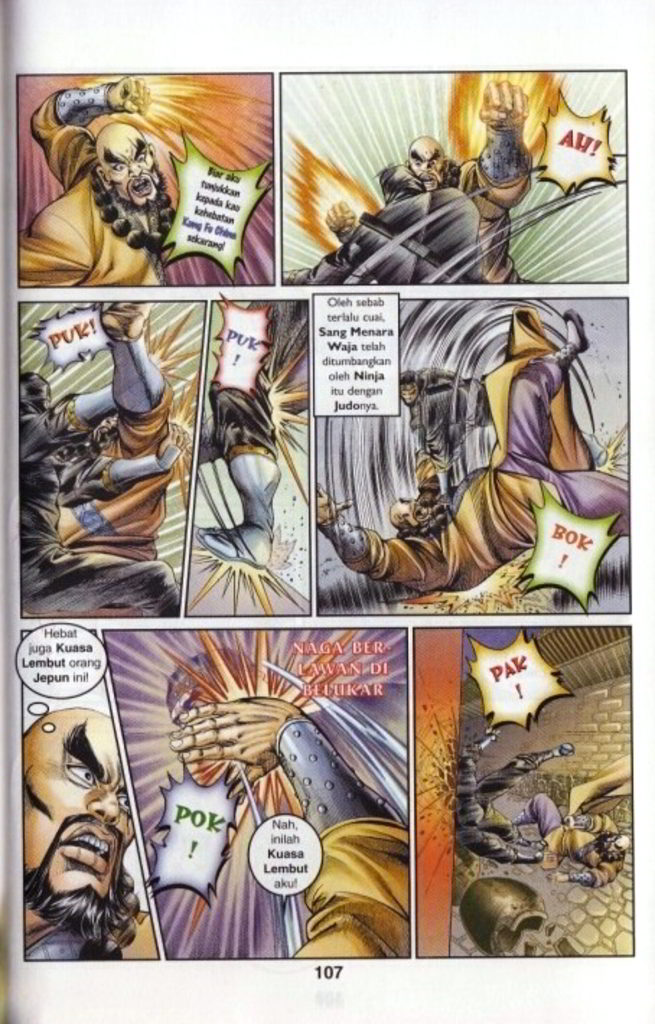 Biar aku
tunjukkan
kepada kau
kehebatan
Kung Fu China
sekarang!
AH!
PUK!
PUK
!
Oleh sebab
terlalu cuai,
Sang Menara
Waja telah
ditumbangkan
oleh Ninja
itu dengan
Judonya.
BOK
!
Hebat
juga Kuasa
Lembut orang
Jepun ini!
NAGA BER-
LAWAN DI
BELUKAR
POK
!
Nah,
inilah
Kuasa
Lembut
aku!
PAK
!
107